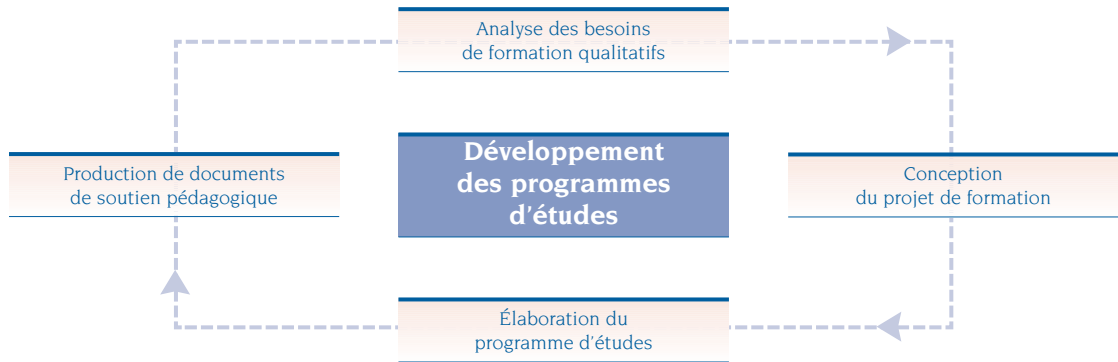 Analyse des besoins
de formation qualitatifs
Production de documents
de soutien pédagogique
Développement
des programmes
d'études
Conception
du projet de formation
Élaboration du
programme d'études